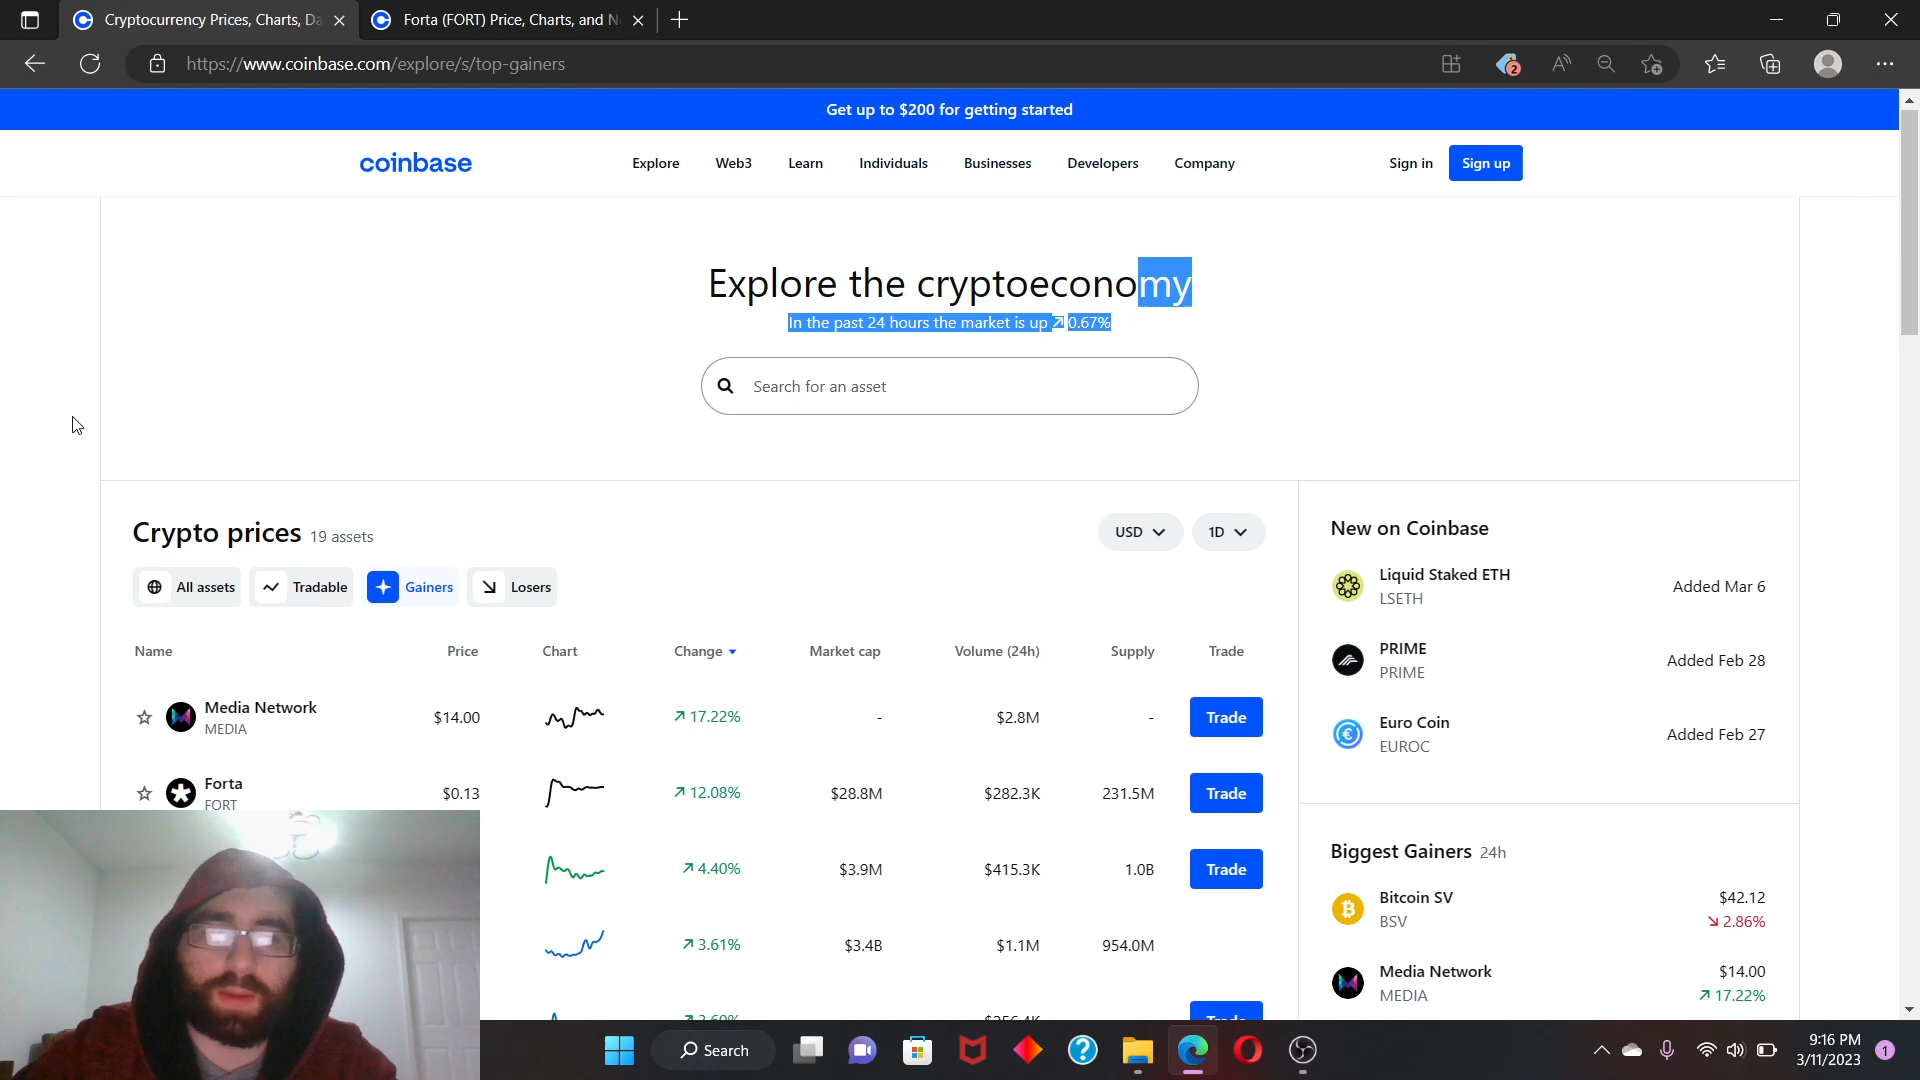 Cryptocurrency Prices, Charts, Da
Forta (FORT) Price, Charts, and N
https://www.coinbase.com/explore/s/top-gainers
2
Get up to $200 for getting started
coinbase
Explore
Web3
Learn
Individuals
Businesses
Developers
Company
Sign in
Sign up
Explore the cryptoeconomy
In the past 24 hours the market is up ↗ 0.67%
Search for an asset
Crypto prices 19 assets
USD
1D
All assets
Tradable
Gainers
Losers
Name Price Chart Change Market cap Volume (24h) Supply Trade
Media Network
MEDIA
$14.00 ↗ 17.22% - $2.8M - Trade
Forta
FORT
$0.13 ↗ 12.08% $28.8M $282.3K 231.5M Trade
↗ 4.40% $3.9M $415.3K 1.0B Trade
↗ 3.61% $3.4B $1.1M 954.0M
New on Coinbase
Liquid Staked ETH
LSETH
Added Mar 6
PRIME
PRIME
Added Feb 28
Euro Coin
EUROC
Added Feb 27
Biggest Gainers 24h
Bitcoin SV
BSV
$42.12
↘ 2.86%
Media Network
MEDIA
$14.00
↗ 17.22%
Search
9:16 PM
3/11/2023
1